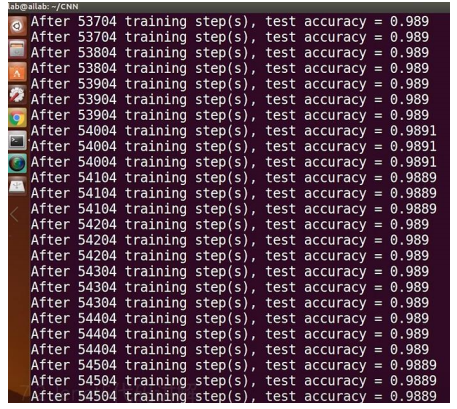 lab@ailab: ~/CNN
After 53704 training step(s), test accuracy = 0.989
After 53704 training step(s), test accuracy = 0.989
After 53804 training step(s), test accuracy = 0.989
After 53804 training step(s), test accuracy = 0.989
After 53904 training step(s), test accuracy = 0.989
After 53904 training step(s), test accuracy = 0.989
After 53904 training step(s), test accuracy = 0.989
After 54004 training step(s), test accuracy = 0.9891
After 54004 training step(s), test accuracy = 0.9891
After 54004 training step(s), test accuracy = 0.9891
After 54104 training step(s), test accuracy = 0.9889
After 54104 training step(s), test accuracy = 0.9889
After 54104 training step(s), test accuracy = 0.9889
After 54204 training step(s), test accuracy = 0.989
After 54204 training step(s), test accuracy = 0.989
After 54204 training step(s), test accuracy = 0.989
After 54304 training step(s), test accuracy = 0.989
After 54304 training step(s), test accuracy = 0.989
After 54304 training step(s), test accuracy = 0.989
After 54404 training step(s), test accuracy = 0.989
After 54404 training step(s), test accuracy = 0.989
After 54404 training step(s), test accuracy = 0.989
After 54504 training step(s), test accuracy = 0.9889
After 54504 training step(s), test accuracy = 0.9889
After 54504 training step(s), test accuracy = 0.9889